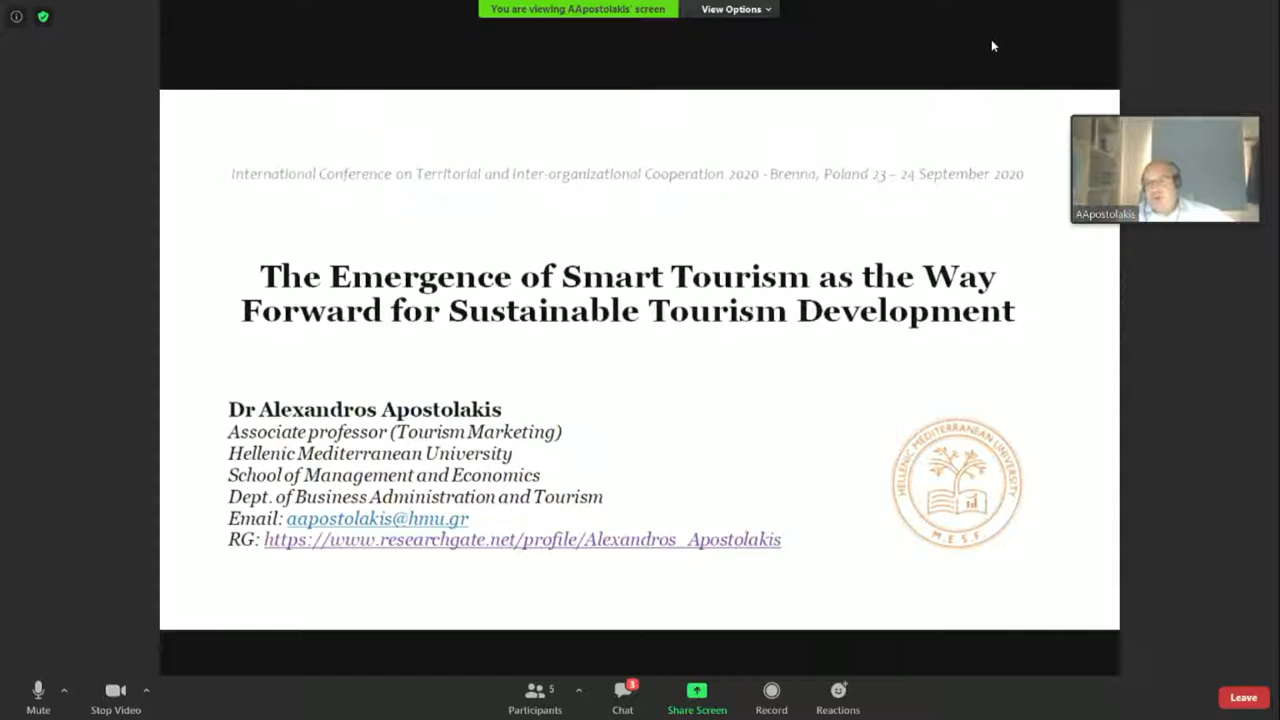 You are viewing AApostolakis' screen
View Options
International Conference on Territorial and Inter-organizational Cooperation 2020 - Brenna, Poland 23 – 24 September 2020
AApostolakis
The Emergence of Smart Tourism as the Way
Forward for Sustainable Tourism Development
Dr Alexandros Apostolakis
Associate professor (Tourism Marketing)
Hellenic Mediterranean University
School of Management and Economics
Dept. of Business Administration and Tourism
Email: aapostolakis@hmu.gr
RG: https://www.researchgate.net/profile/Alexandros_Apostolakis
HELLENIC MEDITERRANEAN UNIVERSITY
M.E.S.F.
5
3
Mute
Stop Video
Participants
Chat
Share Screen
Record
Reactions
Leave